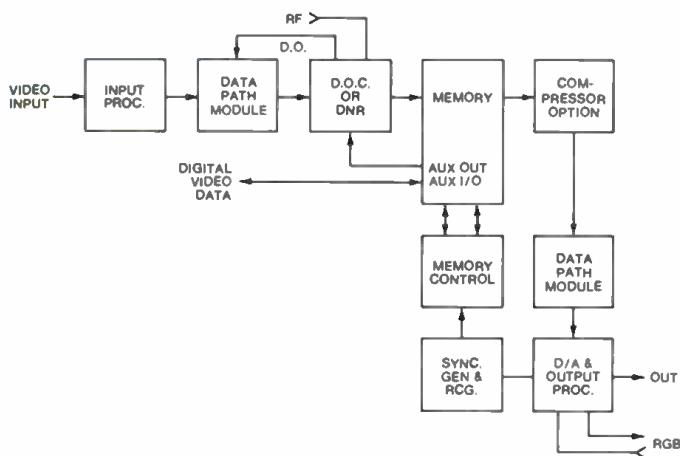 RF
D.O.
VIDEO
INPUT
INPUT
PROC.
DATA
PATH
MODULE
D.O.C.
OR
DNR
MEMORY
AUX OUT
AUX I/O
COM-
PRESSOR
OPTION
DIGITAL
VIDEO
DATA
MEMORY
CONTROL
DATA
PATH
MODULE
SYNC.
GEN &
RCG.
D/A &
OUTPUT
PROC.
OUT
RGB